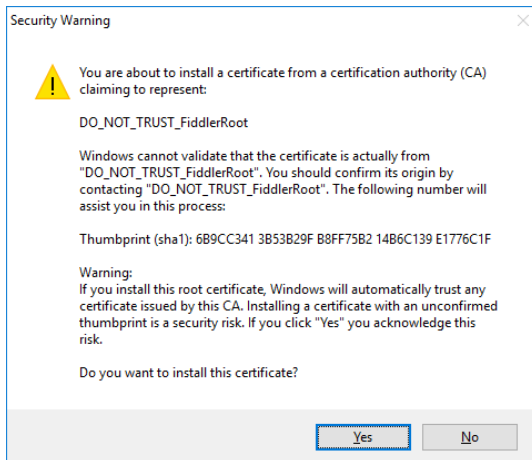 Security Warning
You are about to install a certificate from a certification authority (CA)
claiming to represent:
DO_NOT_TRUST_FiddlerRoot
Windows cannot validate that the certificate is actually from
"DO_NOT_TRUST_FiddlerRoot". You should confirm its origin by
contacting "DO_NOT_TRUST_FiddlerRoot". The following number will
assist you in this process:
Thumbprint (sha1): 6B9CC341 3B53B29F B8FF75B2 14B6C139 E1776C1F
Warning:
If you install this root certificate, Windows will automatically trust any
certificate issued by this CA. Installing a certificate with an unconfirmed
thumbprint is a security risk. If you click "Yes" you acknowledge this
risk.
Do you want to install this certificate?
Yes No